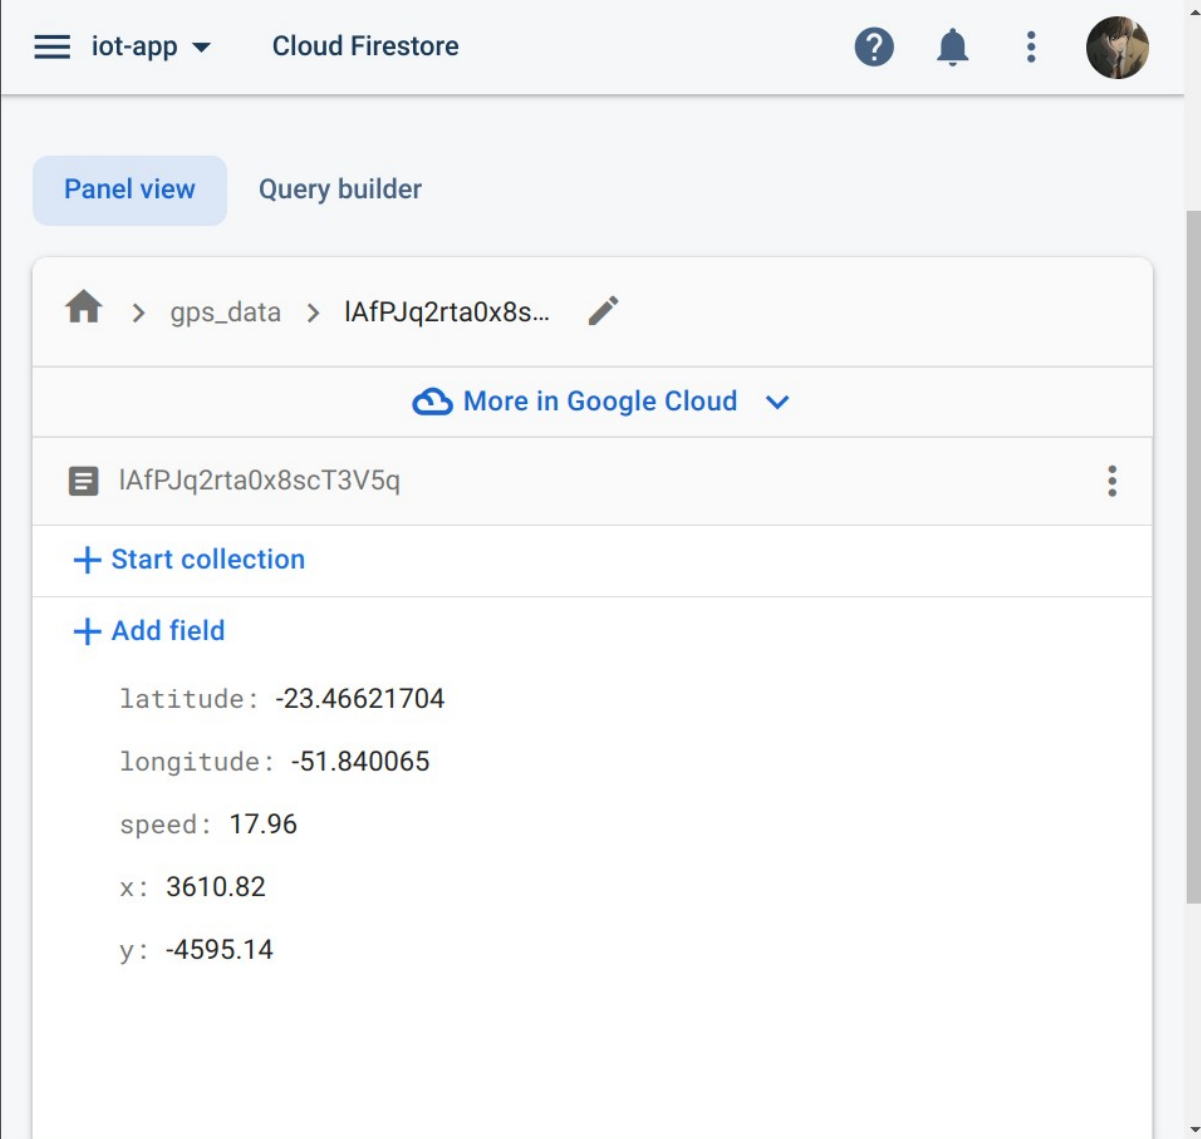 iot-app Cloud Firestore ?
Panel view Query builder
gps_data lAfPJq2rta0x8s...
More in Google Cloud
lAfPJq2rta0x8scT3V5q
+ Start collection
+ Add field
latitude: -23.46621704
longitude: -51.840065
speed: 17.96
x: 3610.82
y: -4595.14